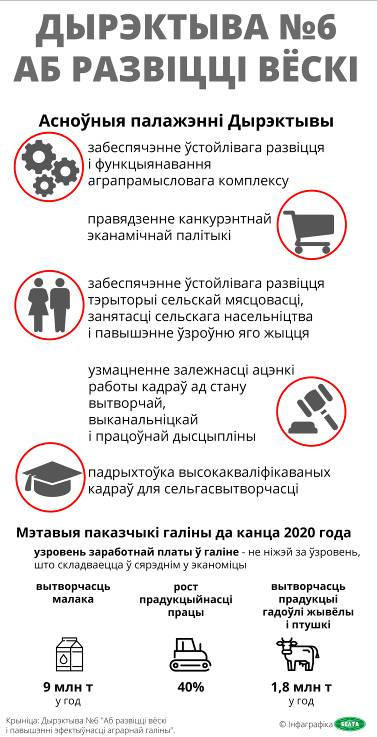 ДЫРЭКТЫВА №6
АБ РАЗВІЦЦІ ВЁСКІ
Асноўныя палажэнні Дырэктывы
забеспячэнне ўстойлівага развіцця
і функцыянавання
аграпрамысловага комплексу
правядзенне канкурэнтнай
эканамічнай палітыкі
забеспячэнне ўстойлівага развіцця
тэрыторыі сельскай мясцовасці,
занятасці сельскага насельніцтва
і павышэнне ўзроўню яго жыцця
узмацненне залежнасці ацэнкі
работы кадраў ад стану
вытворчай,
выканальніцкай
і працоўнай дысцыпліны
падрыхтоўка высокакваліфікаваных
кадраў для сельгасвытворчасці
Мэтавыя паказчыкі галіны да канца 2020 года
узровень заработнай платы ў галіне - не ніжэй за ўзровень,
што складваецца ў сярэднім у эканоміцы
вытворчасць
малака
рост
прадукцыйнасці
працы
вытворчасць
прадукцыі
гадоўлі жывёлы
і птушкі
9 млн т
у год
40%
1,8 млн т
у год
Крыніца: Дырэктыва №6 "Аб развіцці вёскі
і павышэнні эфектыўнасці аграрнай галіны".
© Інфаграфіка БЕЛТА